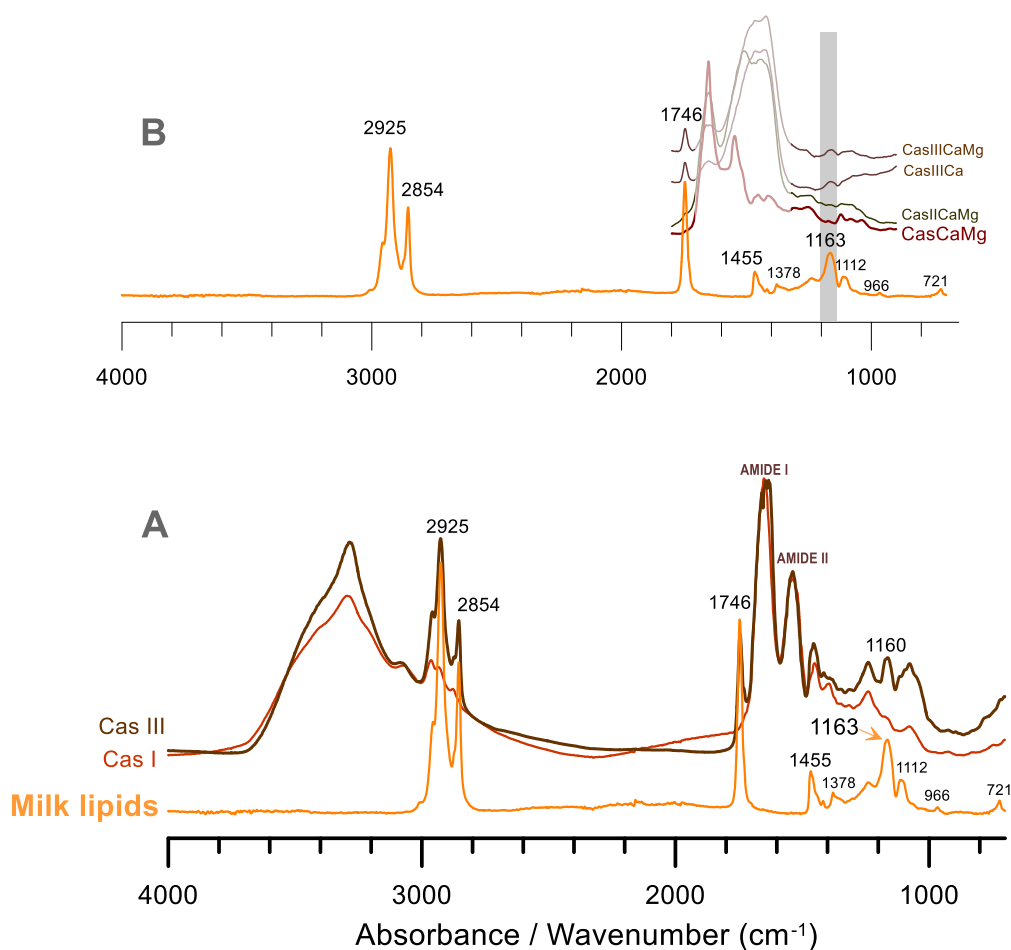 B
2925
2854
1746
CasIIICaMg
CasIIICa
CasIICaMg
CasCaMg
1163
1455
1378
1112
966
721
4000 3000 2000 1000
A
AMIDE I
AMIDE II
2925
2854
1746
1160
Cas III
Cas I
Milk lipids
1163
1455
1378
1112
966
721
4000 3000 2000 1000
Absorbance / Wavenumber (cm⁻¹)